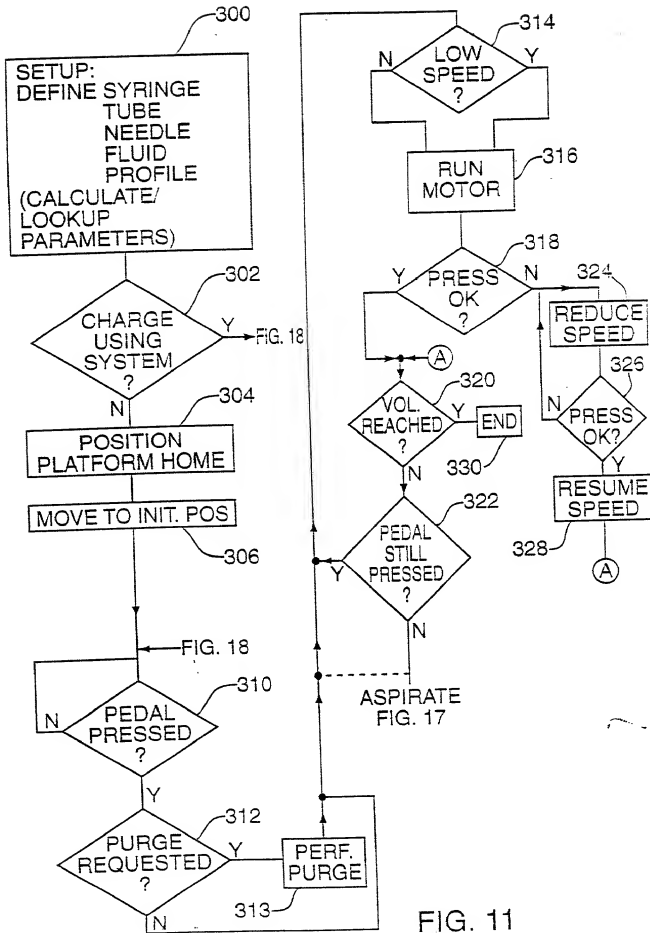 300
SETUP:
DEFINE SYRINGE
TUBE
NEEDLE
FLUID
PROFILE
(CALCULATE/
LOOKUP
PARAMETERS)
302
CHARGE
USING
SYSTEM
?
Y
FIG. 18
N
304
POSITION
PLATFORM HOME
MOVE TO INIT. POS
306
FIG. 18
310
PEDAL
PRESSED
?
N
Y
312
PURGE
REQUESTED
?
Y
N
PERF.
PURGE
313
314
LOW
SPEED
?
N
Y
RUN
MOTOR
316
318
PRESS
OK
?
Y
N
A
320
VOL.
REACHED
?
Y
END
330
N
322
PEDAL
STILL
PRESSED
?
Y
N
ASPIRATE
FIG. 17
324
REDUCE
SPEED
326
PRESS
OK?
N
Y
RESUME
SPEED
328
A
FIG. 11